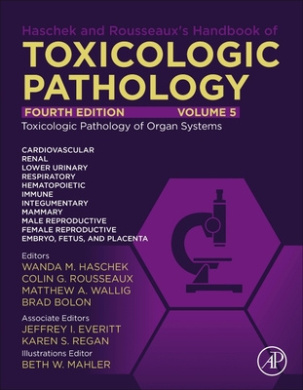 Haschek and Rousseaux's Handbook of
TOXICOLOGIC
PATHOLOGY
FOURTH EDITION VOLUME 5
Toxicologic Pathology of Organ Systems
CARDIOVASCULAR
RENAL
LOWER URINARY
RESPIRATORY
HEMATOPOIETIC
IMMUNE
INTEGUMENTARY
MAMMARY
MALE REPRODUCTIVE
FEMALE REPRODUCTIVE
EMBRYO, FETUS, AND PLACENTA
Editors
WANDA M. HASCHEK
COLIN G. ROUSSEAUX
MATTHEW A. WALLIG
BRAD BOLON
Associate Editors
JEFFREY I. EVERITT
KAREN S. REGAN
Illustrations Editor
BETH W. MAHLER
AP